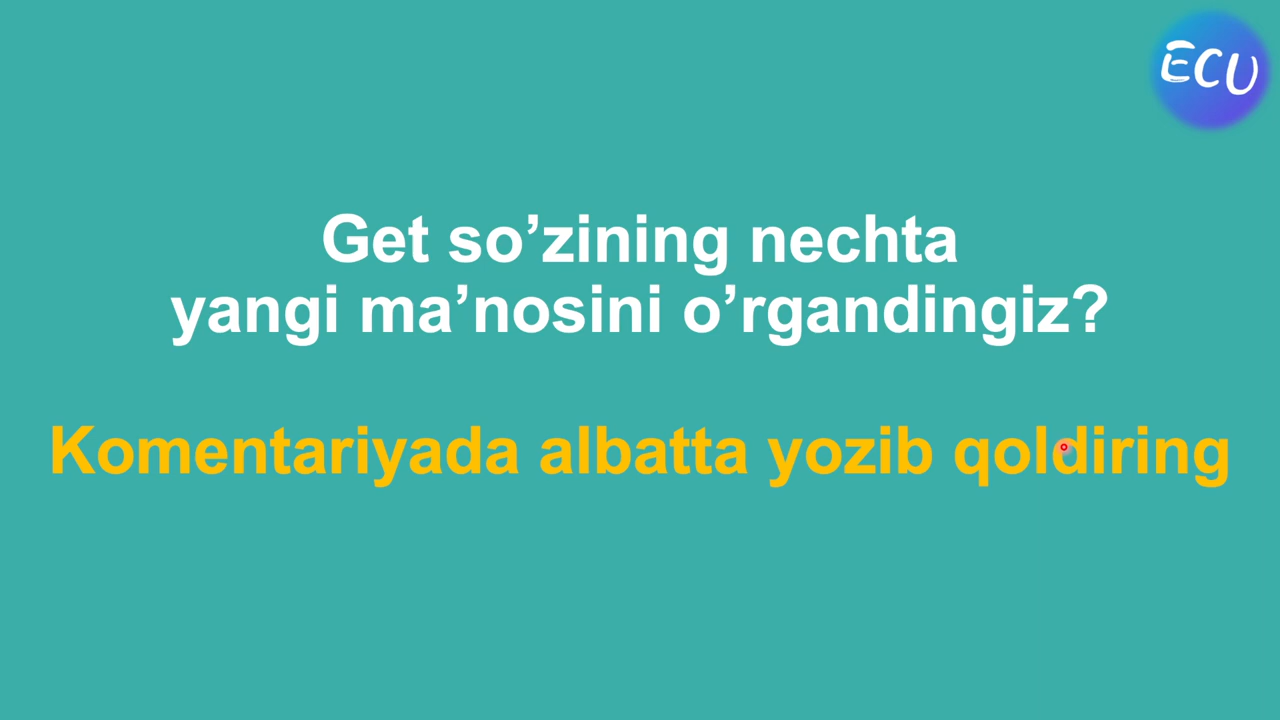 ECU
Get so’zining nechta
yangi ma’nosini o’rgandingiz?
Komentariyada albatta yozib qoldiring